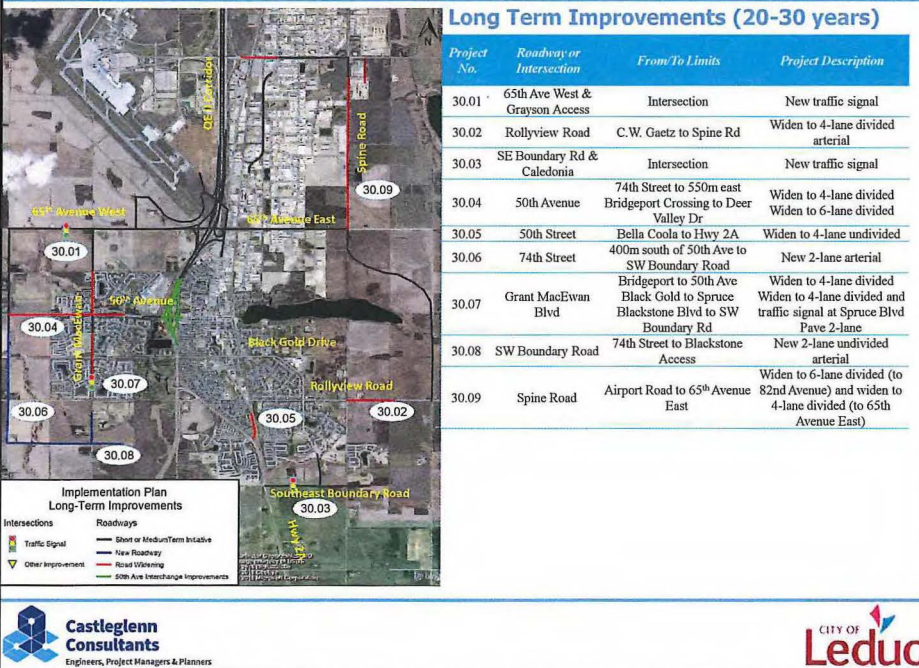 Long Term Improvements (20-30 years)
Project No. Roadway or Intersection From/To Limits Project Description
30.01 65th Ave West & Grayson Access Intersection New traffic signal
30.02 Rollyview Road C.W. Gaetz to Spine Rd Widen to 4-lane divided arterial
30.03 SE Boundary Rd & Caledonia Intersection New traffic signal
30.04 50th Avenue 74th Street to 550m east Bridgeport Crossing to Deer Valley Dr Widen to 4-lane divided Widen to 6-lane divided
30.05 50th Street Bella Coola to Hwy 2A Widen to 4-lane undivided
30.06 74th Street 400m south of 50th Ave to SW Boundary Road New 2-lane arterial
30.07 Grant MacEwan Blvd Bridgeport to 50th Ave Black Gold to Spruce Blackstone Blvd to SW Boundary Rd Widen to 4-lane divided Widen to 4-lane divided and traffic signal at Spruce Blvd Pave 2-lane
30.08 SW Boundary Road 74th Street to Blackstone Access New 2-lane undivided arterial
30.09 Spine Road Airport Road to 65th Avenue East Widen to 6-lane divided (to 82nd Avenue) and widen to 4-lane divided (to 65th Avenue East)
N
QE II Corridor
Spine Road
30.09
65th Avenue West
65th Avenue East
30.01
50th Avenue
30.04
Grant MacEwan
Black Gold Drive
30.07
Rollyview Road
30.06
30.05
30.02
30.08
Southeast Boundary Road
30.03
Implementation Plan
Long-Term Improvements
Intersections
Roadways
Traffic Signal
Short or MediumTerm Initiative
New Roadway
Other Improvement
Road Widening
50th Ave Interchange Improvements
Castleglenn
Consultants
Engineers, Project Managers & Planners
CITY OF
Leduc